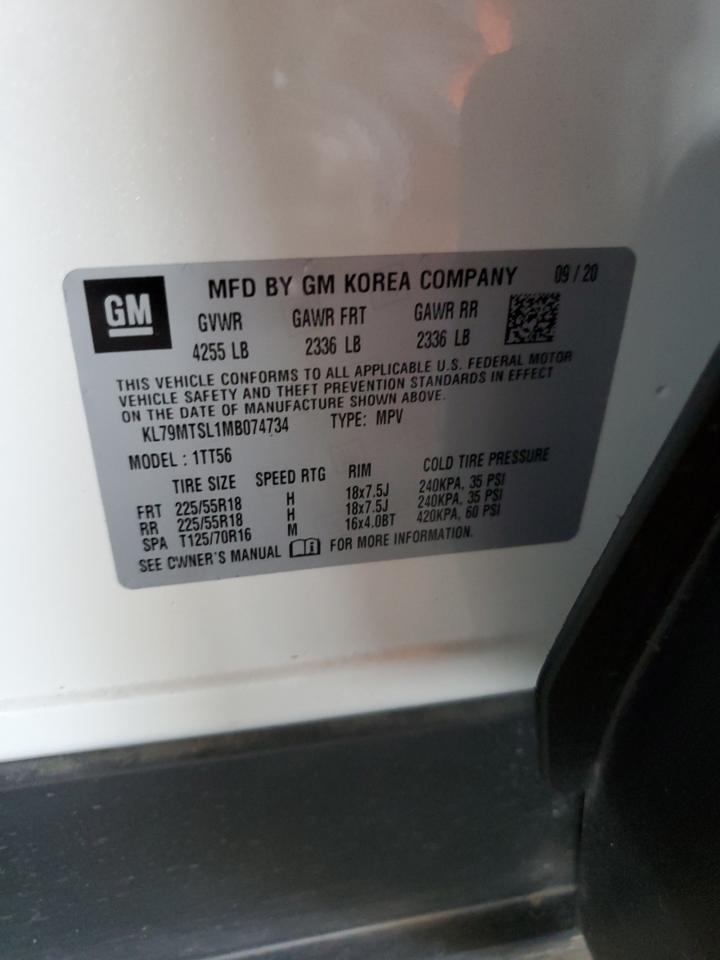 GM MFD BY GM KOREA COMPANY 09/20
GVWR GAWR FRT GAWR RR
4255 LB 2336 LB 2336 LB
THIS VEHICLE CONFORMS TO ALL APPLICABLE U.S. FEDERAL MOTOR
VEHICLE SAFETY AND THEFT PREVENTION STANDARDS IN EFFECT
ON THE DATE OF MANUFACTURE SHOWN ABOVE.
KL79MTSL1MB074734 TYPE: MPV
MODEL : 1TT56
TIRE SIZE SPEED RTG RIM COLD TIRE PRESSURE
FRT 225/55R18 H 18x7.5J 240KPA, 35 PSI
RR 225/55R18 H 18x7.5J 240KPA, 35 PSI
SPA T125/70R16 M 16x4.0BT 420KPA, 60 PSI
SEE OWNER'S MANUAL FOR MORE INFORMATION.